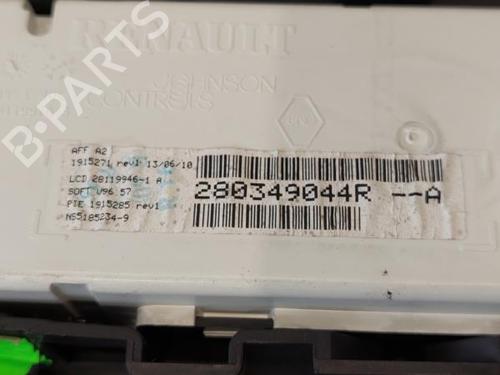 RENAULT
JOHNSON
CONTROLS
B-PARTS
AFF A2
1915271 rev1 13/06/10
LCD 28119946-1 A
SOFT V96 57
PIE 1915285 rev1
NS5185234-9
280349044R --A